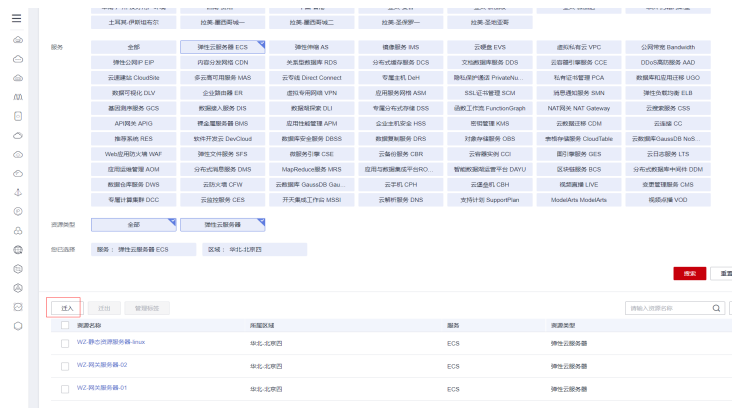 土耳其-伊斯坦布尔 拉美-墨西哥城一 拉美-墨西哥城二 拉美-圣保罗一 拉美-圣地亚哥
服务 全部 弹性云服务器 ECS 弹性伸缩 AS 镜像服务 IMS 云硬盘 EVS 虚拟私有云 VPC 公网带宽 Bandwidth
弹性公网IP EIP 内容分发网络 CDN 关系型数据库 RDS 分布式缓存服务 DCS 文档数据库服务 DDS 云容器引擎服务 CCE DDoS高防服务 AAD
云速建站 CloudSite 多云高可用服务 MAS 云专线 Direct Connect 专属主机 DeH 隐私保护通话 PrivateNu... 私有证书管理 PCA 数据库和应用迁移 UGO
数据可视化 DLV 企业路由器 ER 虚拟专用网络 VPN 应用服务网格 ASM SSL证书管理 SCM 消息通知服务 SMN 弹性负载均衡 ELB
基因测序服务 GCS 数据接入服务 DIS 数据湖探索 DLI 专属分布式存储 DSS 函数工作流 FunctionGraph NAT网关 NAT Gateway 云搜索服务 CSS
API网关 APIG 裸金属服务器 BMS 应用性能管理 APM 企业主机安全 HSS 密钥管理 KMS 云数据迁移 CDM 云连接 CC
推荐系统 RES 软件开发云 DevCloud 数据库安全服务 DBSS 数据复制服务 DRS 对象存储服务 OBS 表格存储服务 CloudTable 云数据库GaussDB NoS...
Web应用防火墙 WAF 弹性文件服务 SFS 微服务引擎 CSE 云备份服务 CBR 云容器实例 CCI 图引擎服务 GES 云日志服务 LTS
应用运维管理 AOM 分布式消息服务 DMS MapReduce服务 MRS 应用与数据集成平台RO... 智能数据湖运营平台 DAYU 区块链服务 BCS 分布式数据库中间件 DDM
数据仓库服务 DWS 云防火墙 CFW 云数据库 GaussDB Gau... 云手机 CPH 云堡垒机 CBH 视频直播 LIVE 资更管理服务 CMS
专属计算集群 DCC 云监控服务 CES 开天集成工作台 MSSI 云解析服务 DNS 支持计划 SupportPlan ModelArts ModelArts 视频点播 VOD
资源类型 全部 弹性云服务器
您已选择 服务： 弹性云服务器 ECS 区域： 华北-北京四
搜索 重置
迁入 迁出 管理标签 请输入资源名称
资源名称 所属区域 服务 资源类型
WZ-静态资源服务器-linux 华北-北京四 ECS 弹性云服务器
WZ-网关服务器-02 华北-北京四 ECS 弹性云服务器
WZ-网关服务器-01 华北-北京四 ECS 弹性云服务器